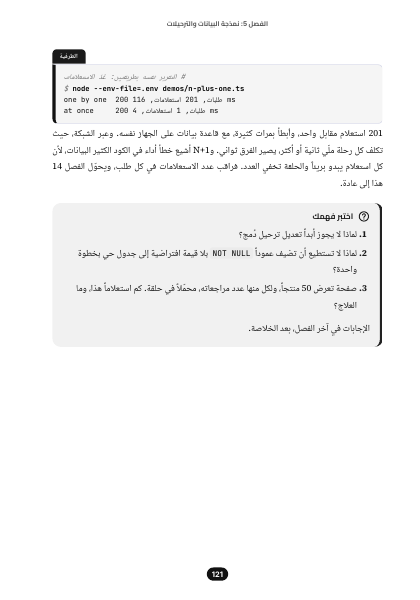 الفصل 5: نمذجة البيانات والترحيلات
الطرفية
# التقرير نفسه بطريقتين: عُدّ الاستعلامات
$ node --env-file=.env demos/n-plus-one.ts
one by one  200 طلبات, 201 استعلامات, 116 ms
at once     200 طلبات, 1 استعلامات, 4 ms
201 استعلام مقابل واحد، وأبطأ بمرات كثيرة، مع قاعدة بيانات على الجهاز نفسه. وعبر الشبكة، حيث
تكلف كل رحلة ملّي ثانية أو أكثر، يصير الفرق ثواني. وN+1 أشيع خطأ أداء في الكود الكثير البيانات، لأن
كل استعلام يبدو بريئاً والحلقة تخفي العدد. فراقب عدد الاستعلامات في كل طلب، ويحوّل الفصل 14
هذا إلى عادة.
اختبر فهمك
1. لماذا لا يجوز أبداً تعديل ترحيل دُمج؟
2. لماذا لا تستطيع أن تضيف عموداً NOT NULL بلا قيمة افتراضية إلى جدول حي بخطوة
واحدة؟
3. صفحة تعرض 50 منتجاً، ولكل منها عدد مراجعاته، محمّلاً في حلقة. كم استعلاماً هذا، وما
العلاج؟
الإجابات في آخر الفصل، بعد الخلاصة.
121